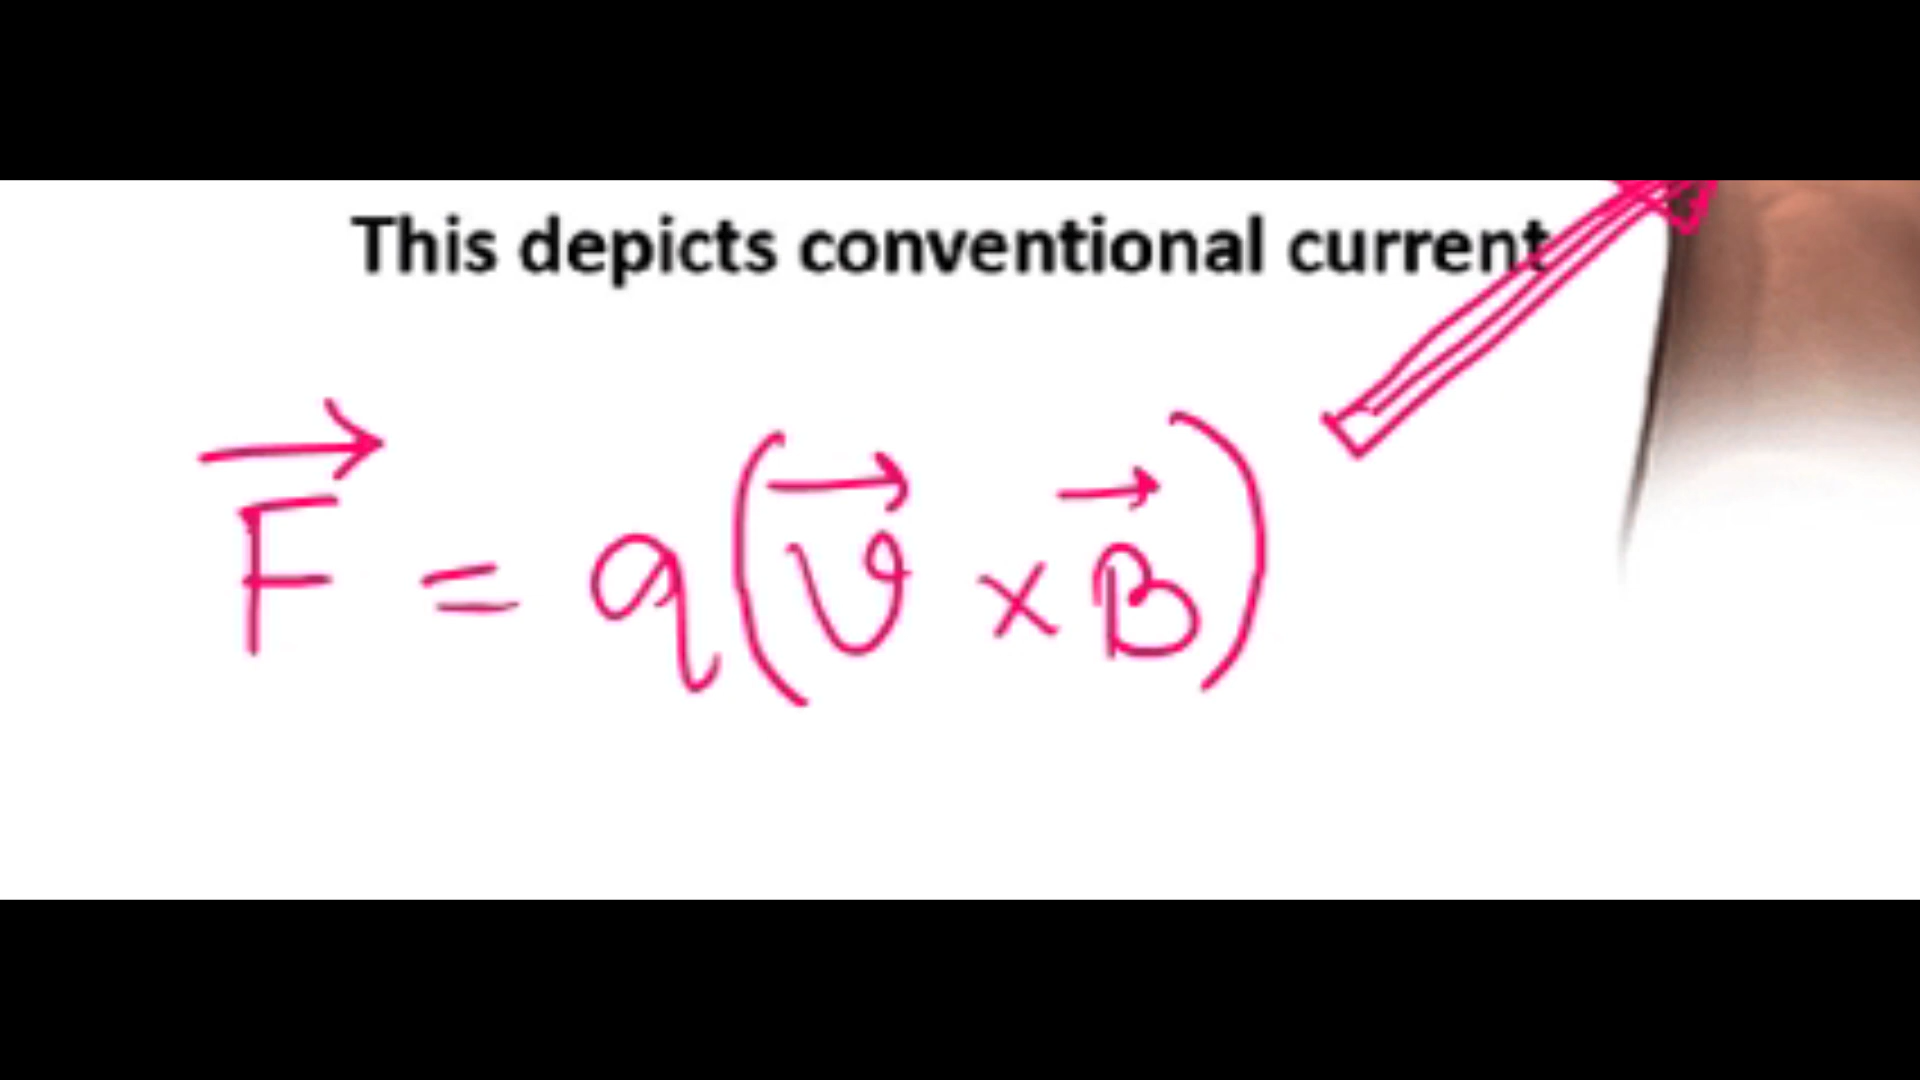 This depicts conventional current
F⃗ = q(v⃗ × B⃗)